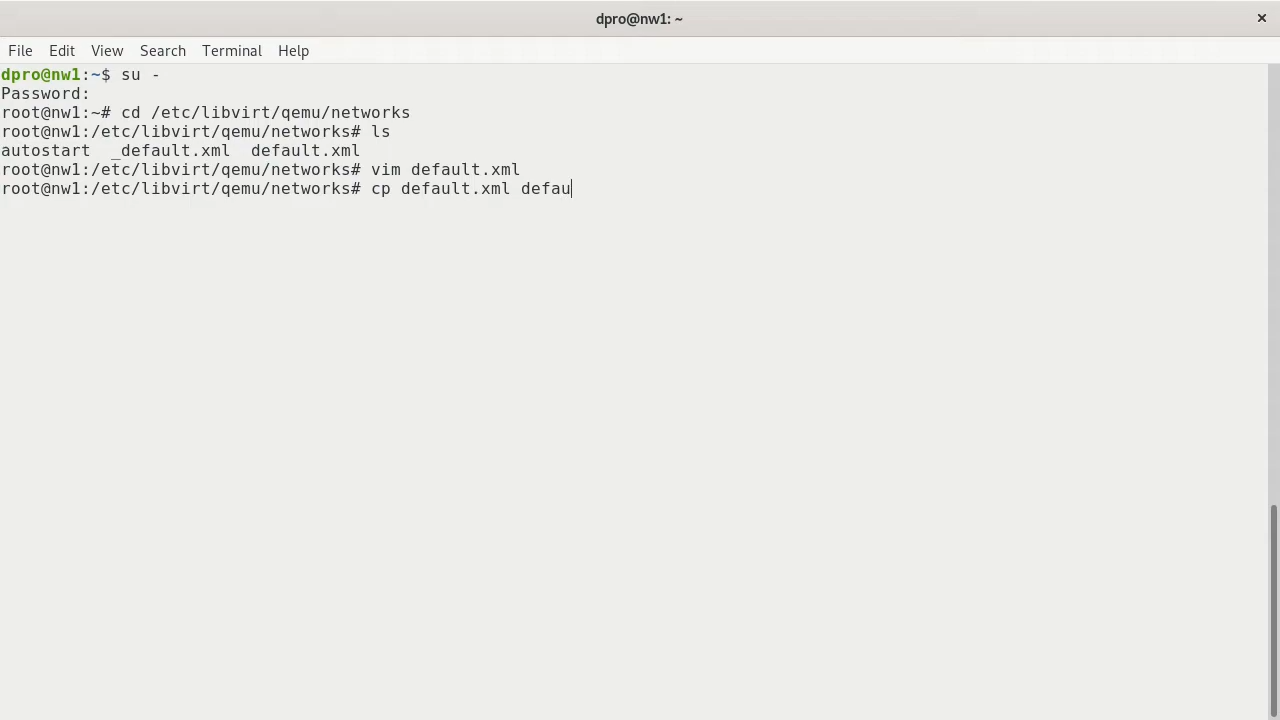 dpro@nw1: ~
×
File Edit View Search Terminal Help
dpro@nw1:~$ su -
Password:
root@nw1:~# cd /etc/libvirt/qemu/networks
root@nw1:/etc/libvirt/qemu/networks# ls
autostart  _default.xml  default.xml
root@nw1:/etc/libvirt/qemu/networks# vim default.xml
root@nw1:/etc/libvirt/qemu/networks# cp default.xml defau